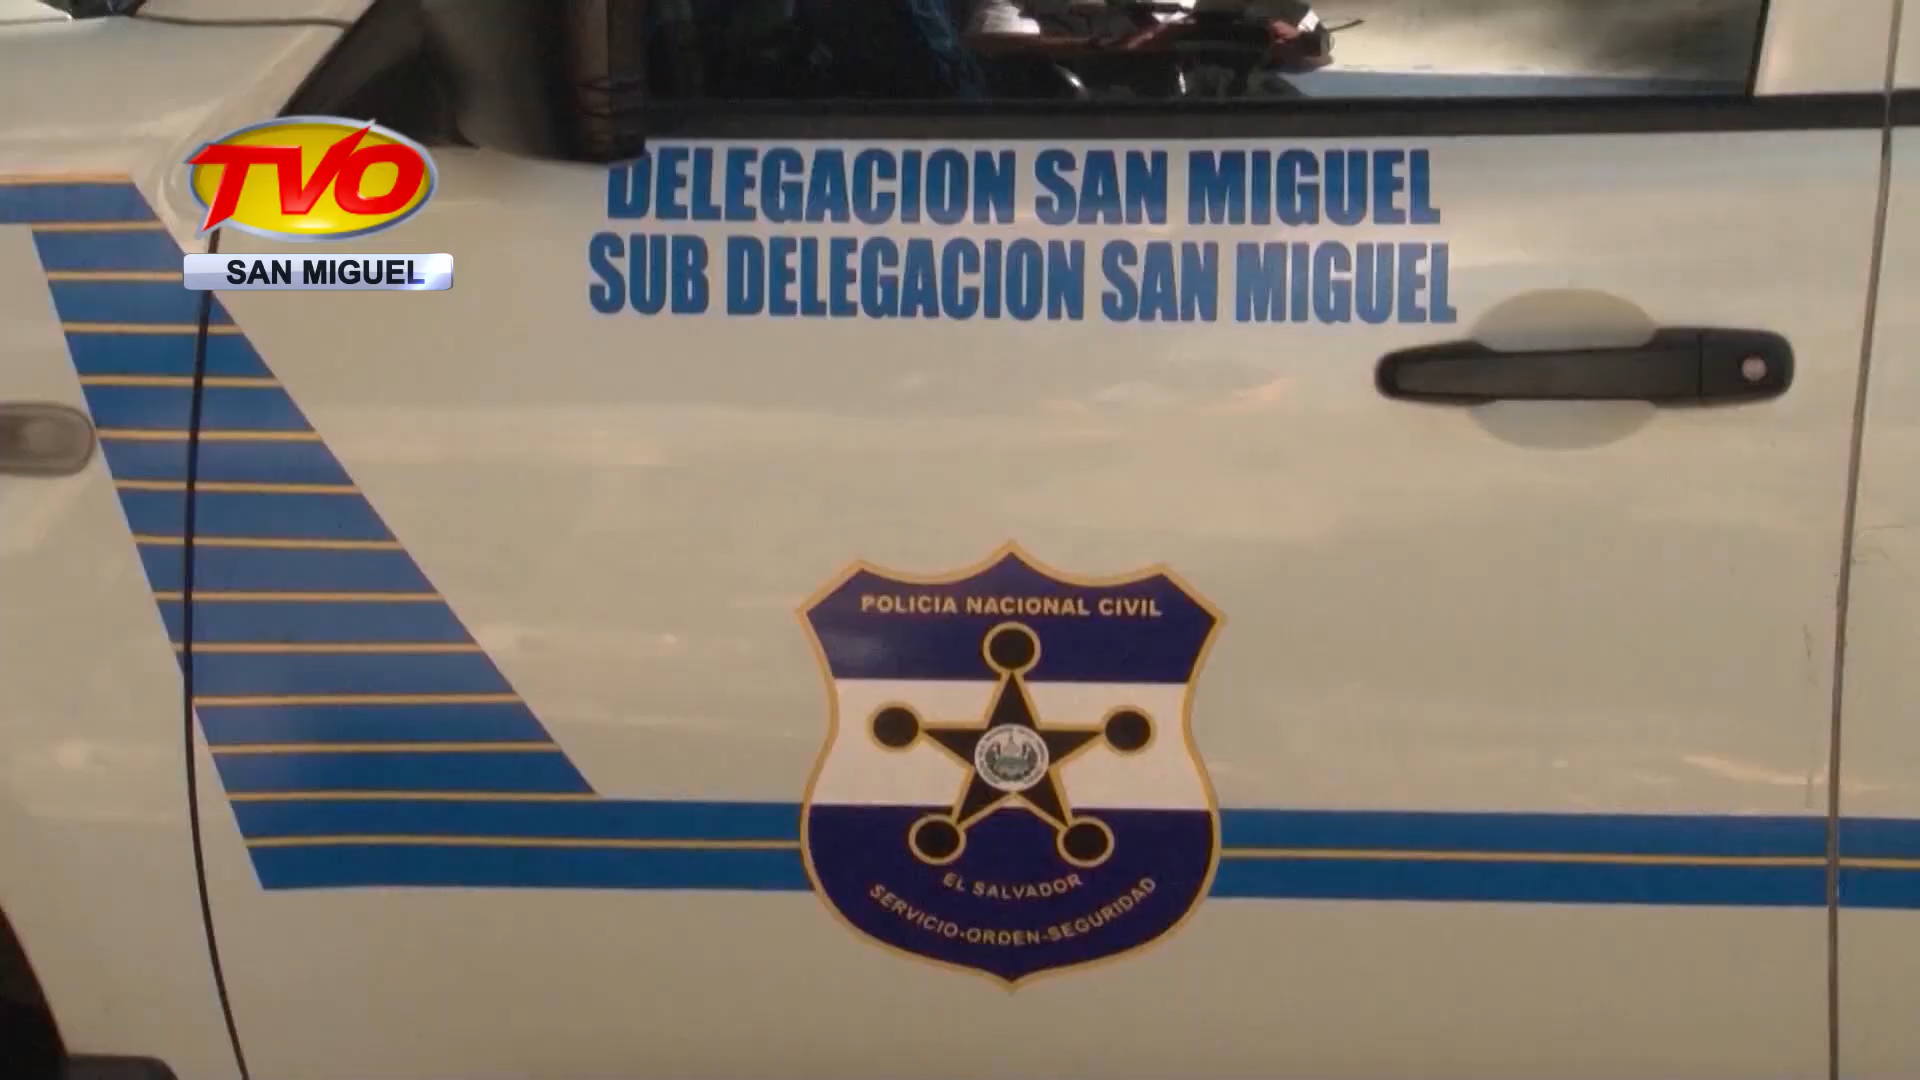 TVO
SAN MIGUEL
DELEGACION SAN MIGUEL
SUB DELEGACION SAN MIGUEL
POLICIA NACIONAL CIVIL
EL SALVADOR
SERVICIO-ORDEN-SEGURIDAD